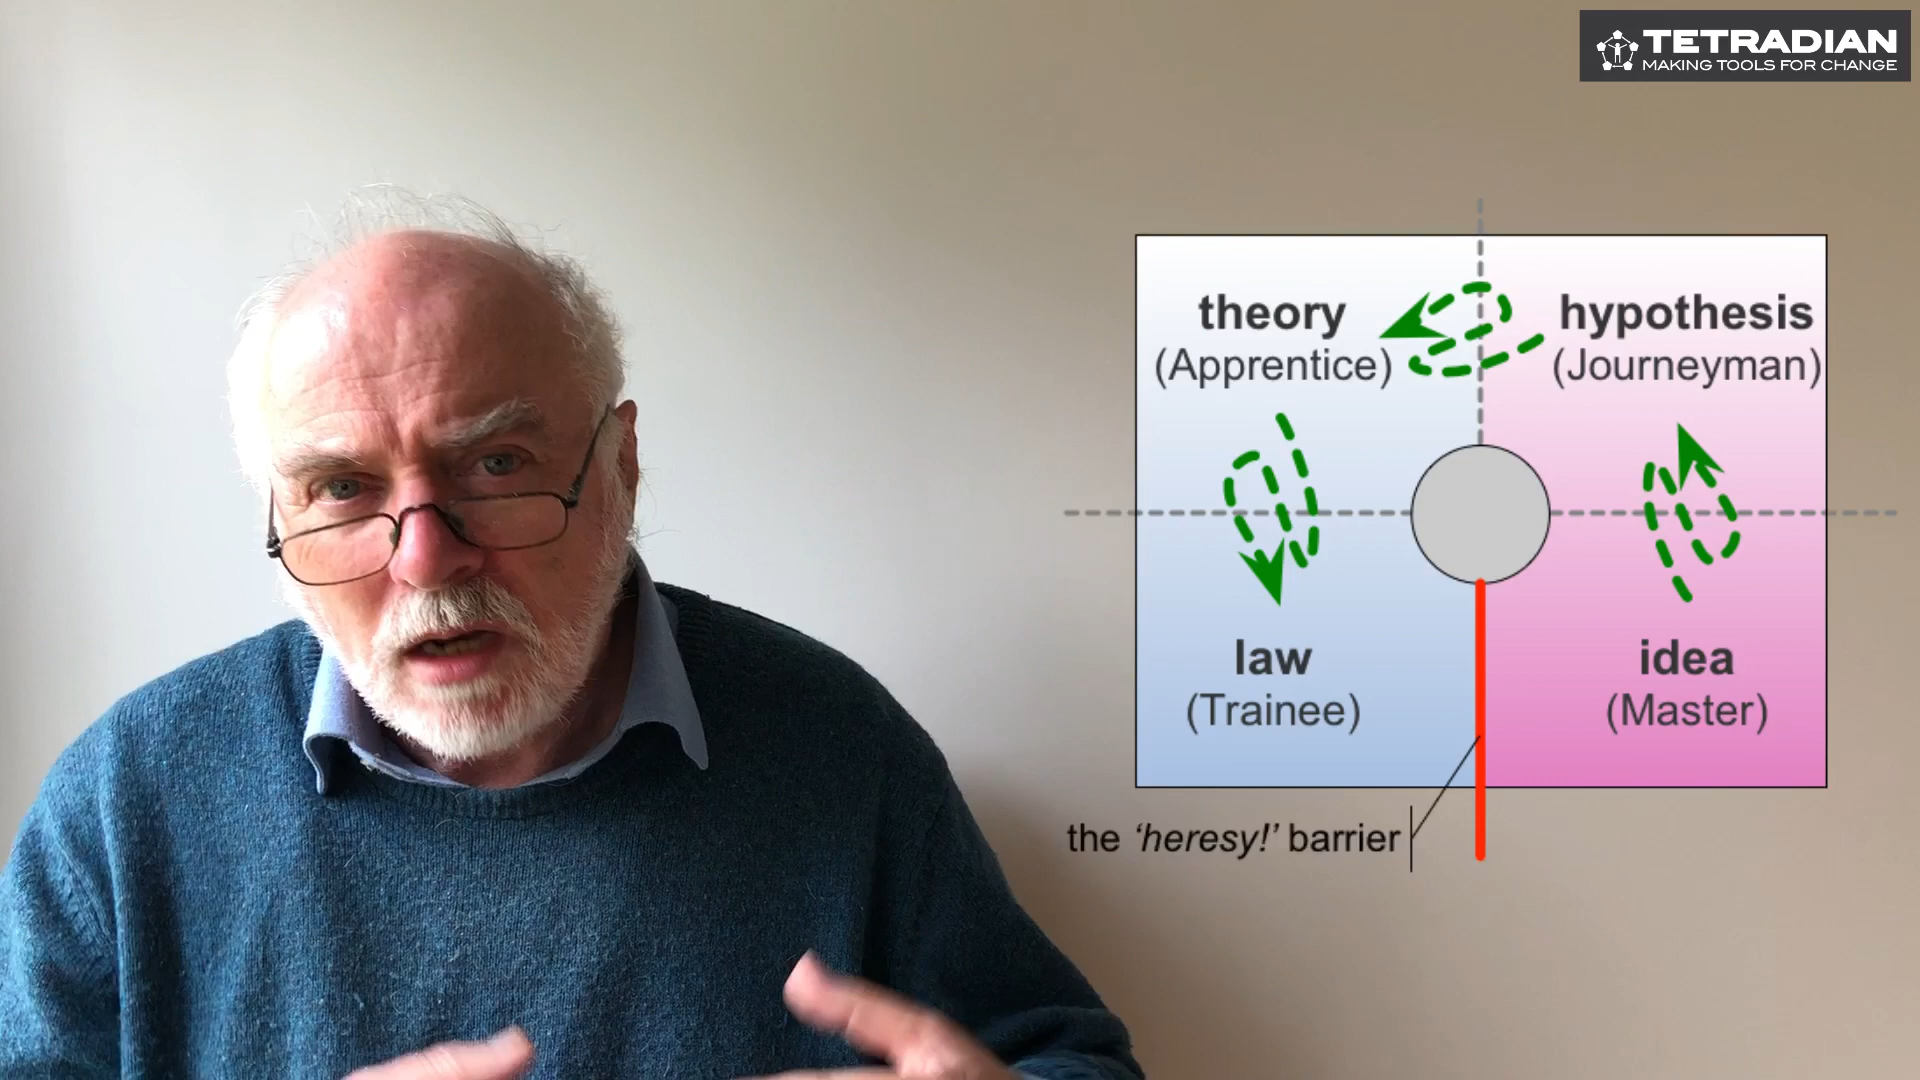 TETRADIAN
MAKING TOOLS FOR CHANGE
theory
(Apprentice)
hypothesis
(Journeyman)
law
(Trainee)
idea
(Master)
the ‘heresy!’ barrier